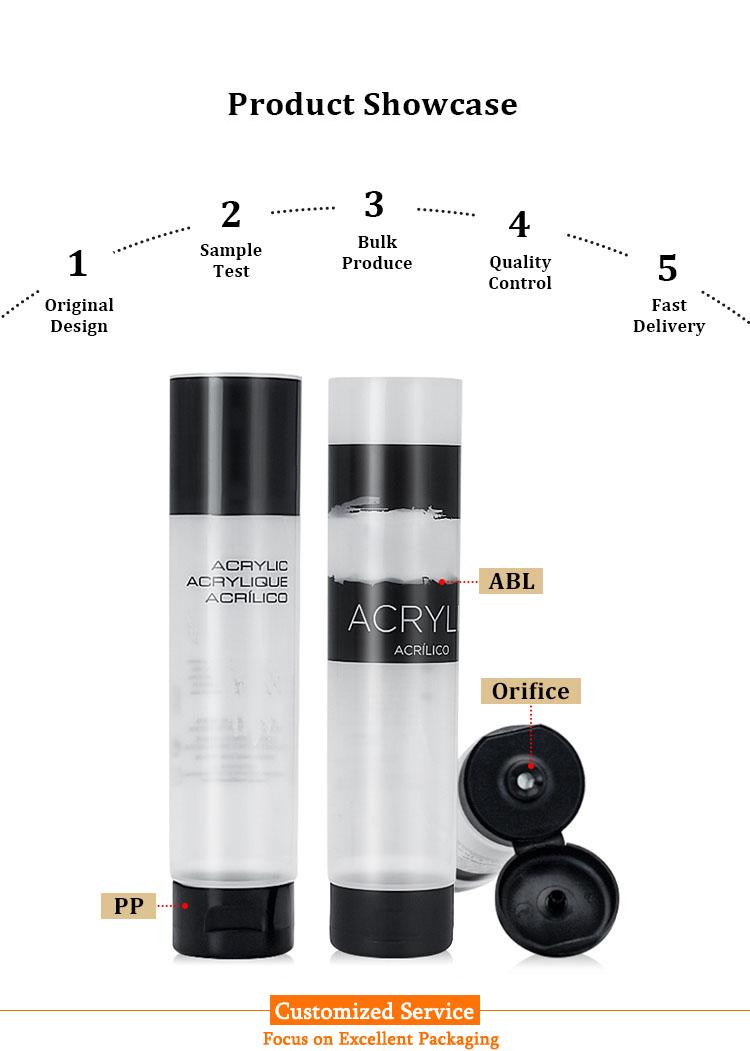 Product Showcase
1
Original
Design
2
Sample
Test
3
Bulk
Produce
4
Quality
Control
5
Fast
Delivery
ACRYLIC
ACRYLIQUE
ACRÍLICO
ACRYL
ACRÍLICO
ABL
Orifice
PP
Customized Service
Focus on Excellent Packaging